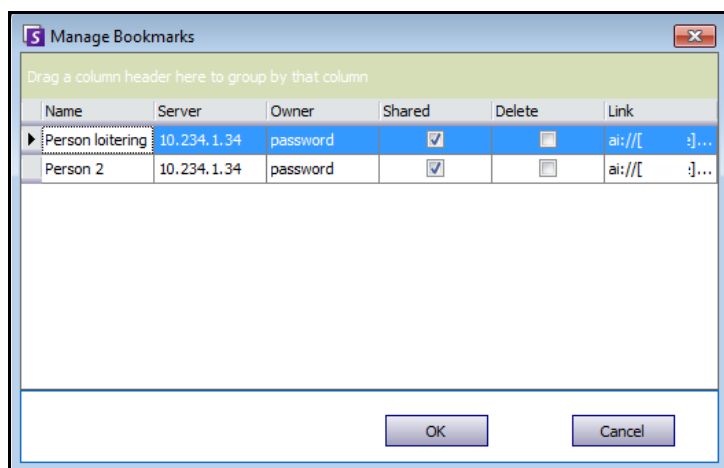 Manage Bookmarks
Drag a column header here to group by that column
Name Server Owner Shared Delete Link
Person loitering 10.234.1.34 password ai://[ :]...
Person 2 10.234.1.34 password ai://[ :]...
OK Cancel